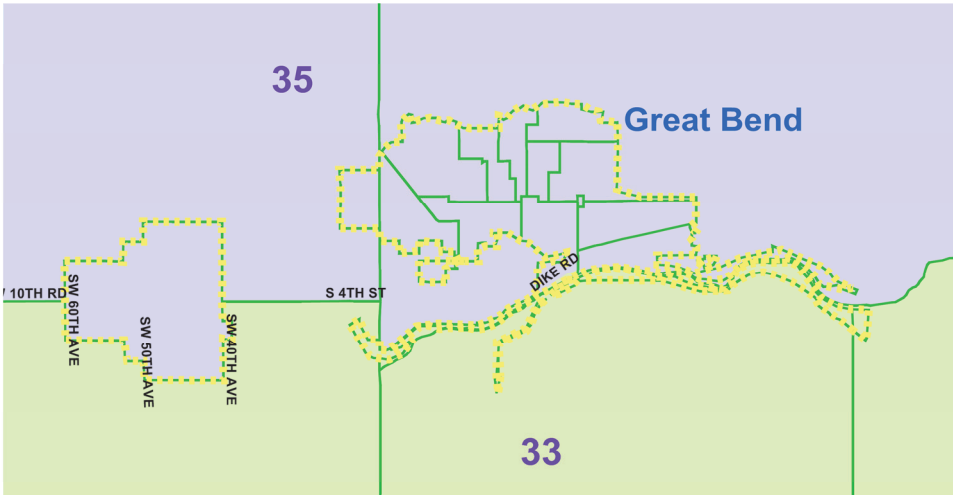 35
Great Bend
W 10TH RD
S 4TH ST
DIKE RD
SW 60TH AVE
SW 50TH AVE
SW 40TH AVE
33